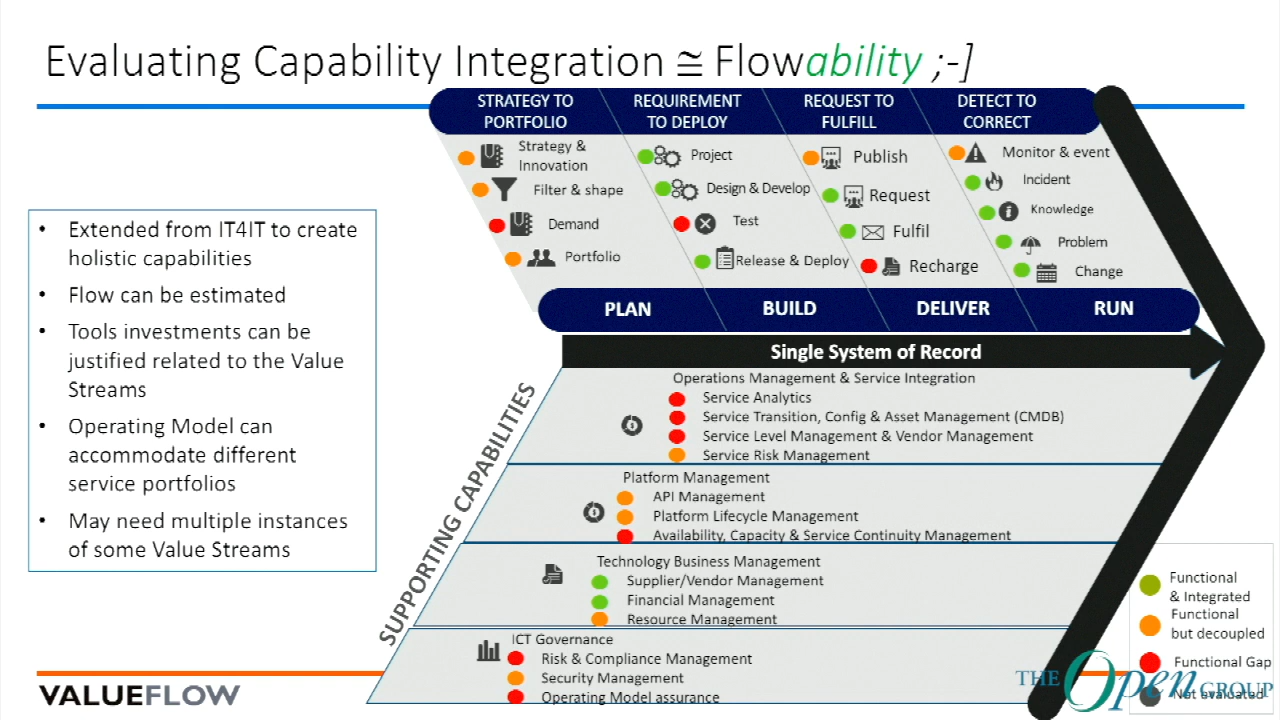 Evaluating Capability Integration ≅ Flowability ;-]
STRATEGY TO
PORTFOLIO
REQUIREMENT
TO DEPLOY
REQUEST TO
FULFILL
DETECT TO
CORRECT
Strategy &
Innovation
Filter & shape
Demand
Portfolio
Project
Design & Develop
Test
Release & Deploy
Publish
Request
Fulfil
Recharge
Monitor & event
Incident
Knowledge
Problem
Change
PLAN
BUILD
DELIVER
RUN
• Extended from IT4IT to create
holistic capabilities
• Flow can be estimated
• Tools investments can be
justified related to the Value
Streams
• Operating Model can
accommodate different
service portfolios
• May need multiple instances
of some Value Streams
Single System of Record
SUPPORTING CAPABILITIES
Operations Management & Service Integration
Service Analytics
Service Transition, Config & Asset Management (CMDB)
Service Level Management & Vendor Management
Service Risk Management
Platform Management
API Management
Platform Lifecycle Management
Availability, Capacity & Service Continuity Management
Technology Business Management
Supplier/Vendor Management
Financial Management
Resource Management
ICT Governance
Risk & Compliance Management
Security Management
Operating Model assurance
Functional
& Integrated
Functional
but decoupled
Functional Gap
Not evaluated
VALUEFLOW
THE Open GROUP